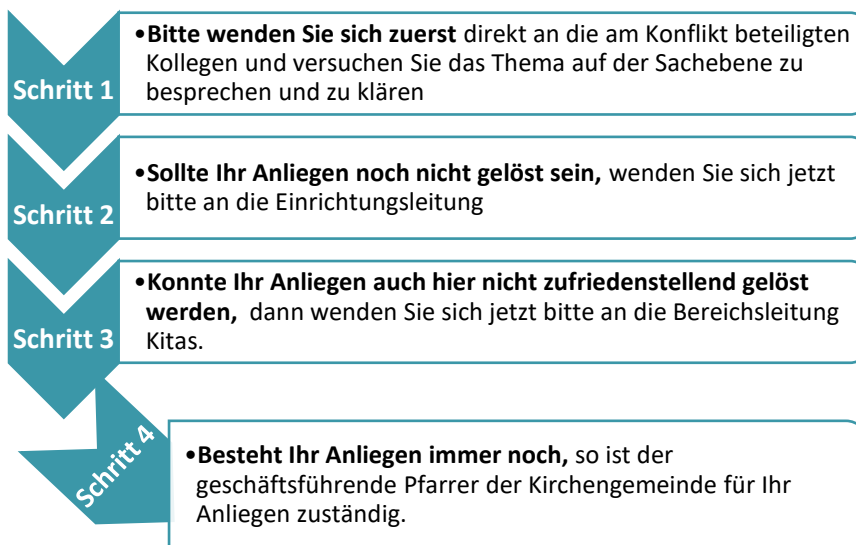 Schritt 1
•Bitte wenden Sie sich zuerst direkt an die am Konflikt beteiligten
Kollegen und versuchen Sie das Thema auf der Sachebene zu
besprechen und zu klären
Schritt 2
•Sollte Ihr Anliegen noch nicht gelöst sein, wenden Sie sich jetzt
bitte an die Einrichtungsleitung
Schritt 3
•Konnte Ihr Anliegen auch hier nicht zufriedenstellend gelöst
werden, dann wenden Sie sich jetzt bitte an die Bereichsleitung
Kitas.
Schritt 4
•Besteht Ihr Anliegen immer noch, so ist der
geschäftsführende Pfarrer der Kirchengemeinde für Ihr
Anliegen zuständig.